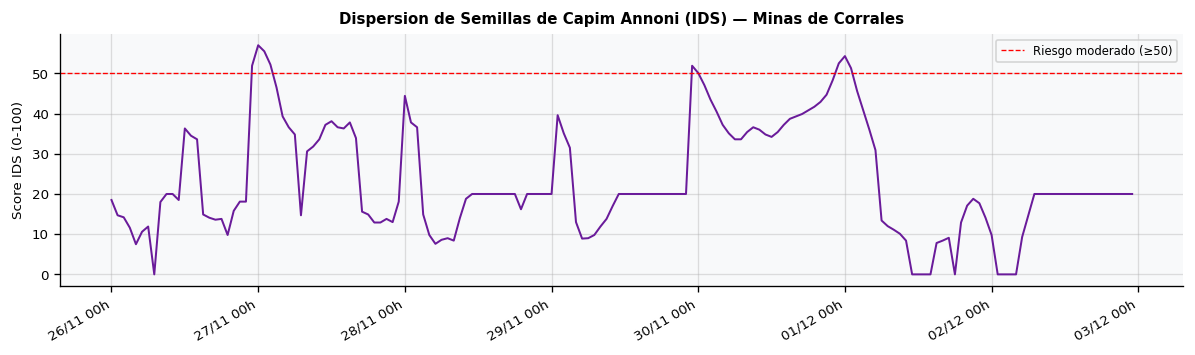 Dispersion de Semillas de Capim Annoni (IDS) — Minas de Corrales
Riesgo moderado (≥50)
Score IDS (0-100)
50
40
30
20
10
0
26/11 00h
27/11 00h
28/11 00h
29/11 00h
30/11 00h
01/12 00h
02/12 00h
03/12 00h